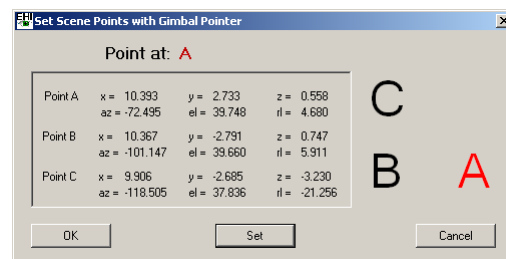 Set Scene Points with Gimbal Pointer
Point at: A
Point A x = 10.393 y = 2.733 z = 0.558
az = -72.495 el = 39.748 rl = 4.680
Point B x = 10.367 y = -2.791 z = 0.747
az = -101.147 el = 39.660 rl = 5.911
Point C x = 9.906 y = -2.685 z = -3.230
az = -118.505 el = 37.836 rl = -21.256
C
B A
OK Set Cancel